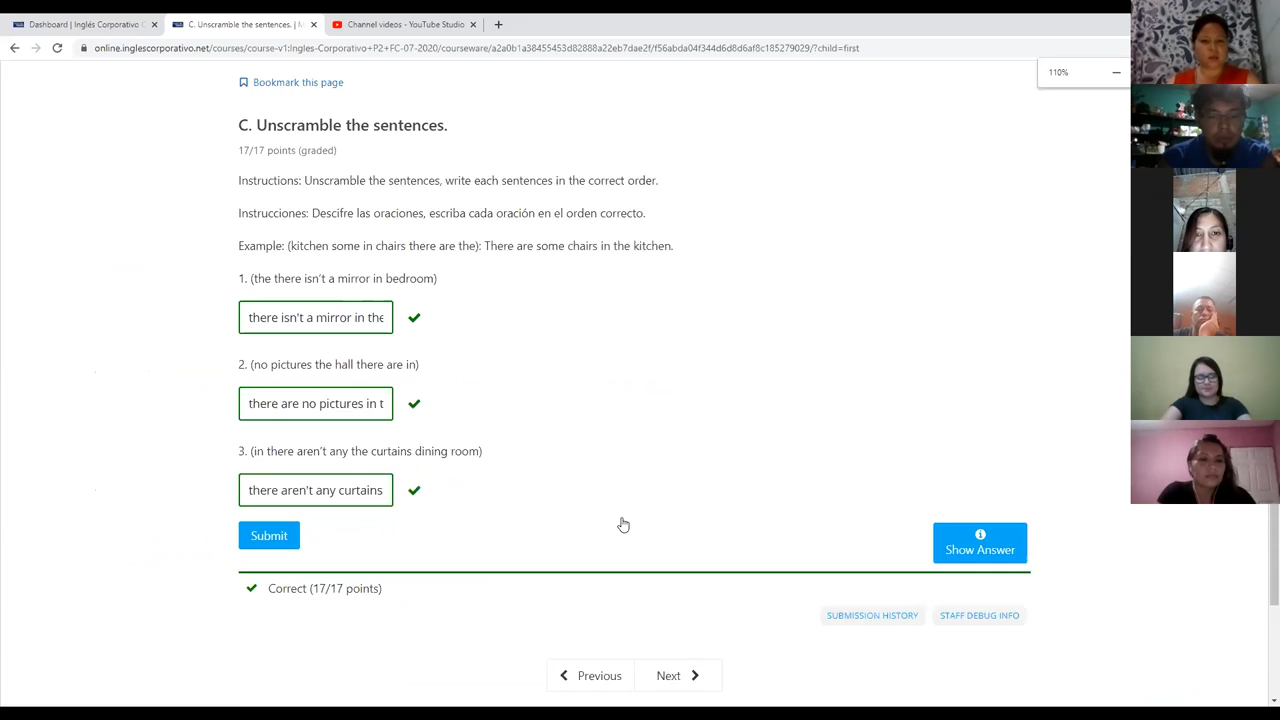 Dashboard | Inglés Corporativo
C. Unscramble the sentences. |
Channel videos - YouTube Studio
online.inglescorporativo.net/courses/course-v1:Ingles-Corporativo+P2+FC-07-2020/courseware/a2a0b1a38455453d82888a22eb7dae2f/f56abda04f344d6d8d6af8c185279029/?child=first
110%
Bookmark this page
C. Unscramble the sentences.
17/17 points (graded)
Instructions: Unscramble the sentences, write each sentences in the correct order.
Instrucciones: Descifre las oraciones, escriba cada oración en el orden correcto.
Example: (kitchen some in chairs there are the): There are some chairs in the kitchen.
1. (the there isn’t a mirror in bedroom)
there isn't a mirror in the
2. (no pictures the hall there are in)
there are no pictures in t
3. (in there aren’t any the curtains dining room)
there aren't any curtains
Submit
Show Answer
Correct (17/17 points)
SUBMISSION HISTORY
STAFF DEBUG INFO
Previous
Next